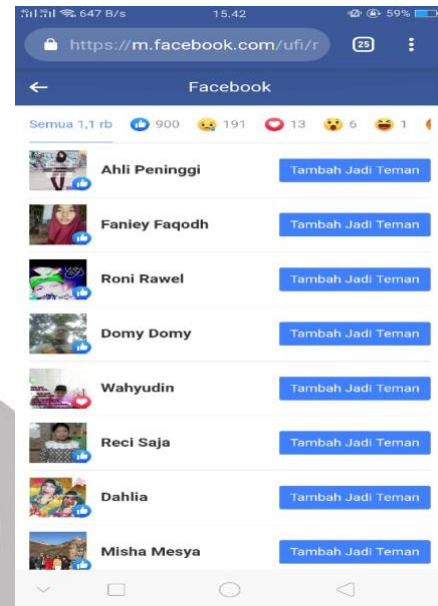 647 B/s 15.42 59%
https://m.facebook.com/ufi/r 25
Facebook
Semua 1,1 rb 900 191 13 6 1
Ahli Peninggi Tambah Jadi Teman
Faniey Faqodh Tambah Jadi Teman
Roni Rawel Tambah Jadi Teman
Domy Domy Tambah Jadi Teman
Wahyudin Tambah Jadi Teman
Reci Saja Tambah Jadi Teman
Dahlia Tambah Jadi Teman
Misha Mesya Tambah Jadi Teman